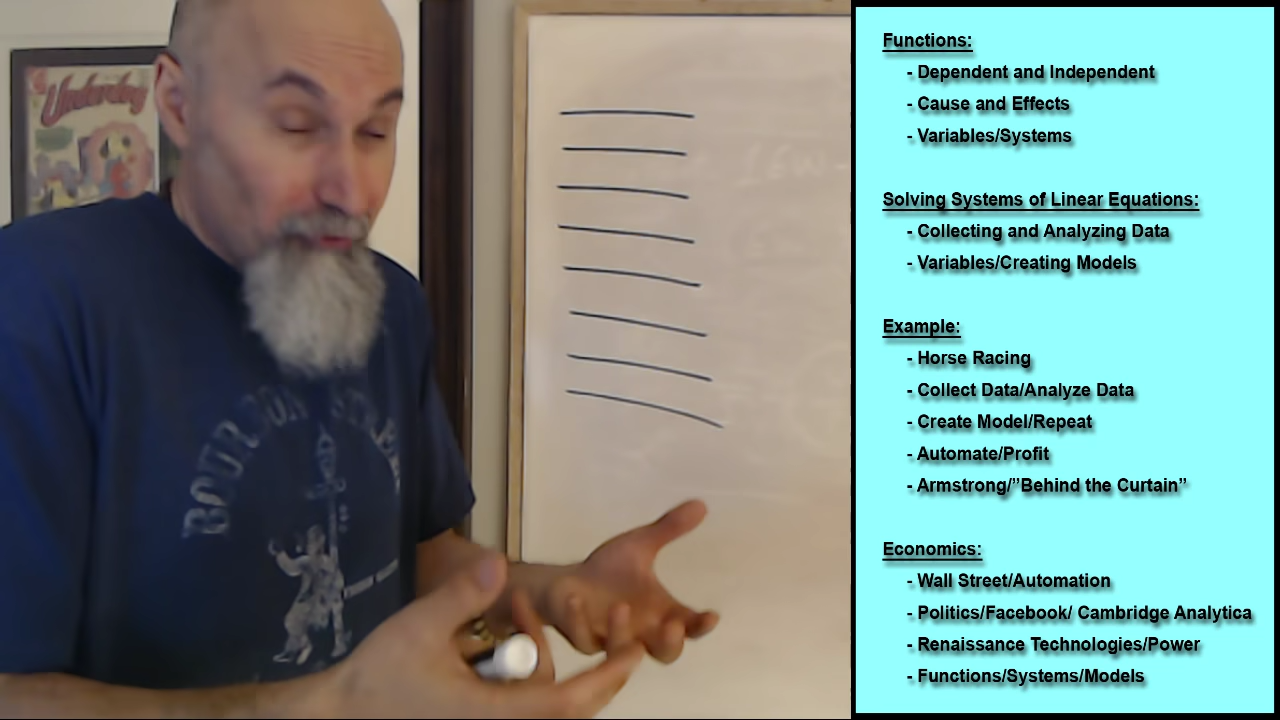 Underdog
Functions:
- Dependent and Independent
- Cause and Effects
- Variables/Systems
Solving Systems of Linear Equations:
- Collecting and Analyzing Data
- Variables/Creating Models
Example:
- Horse Racing
- Collect Data/Analyze Data
- Create Model/Repeat
- Automate/Profit
- Armstrong/”Behind the Curtain”
Economics:
- Wall Street/Automation
- Politics/Facebook/ Cambridge Analytica
- Renaissance Technologies/Power
- Functions/Systems/Models